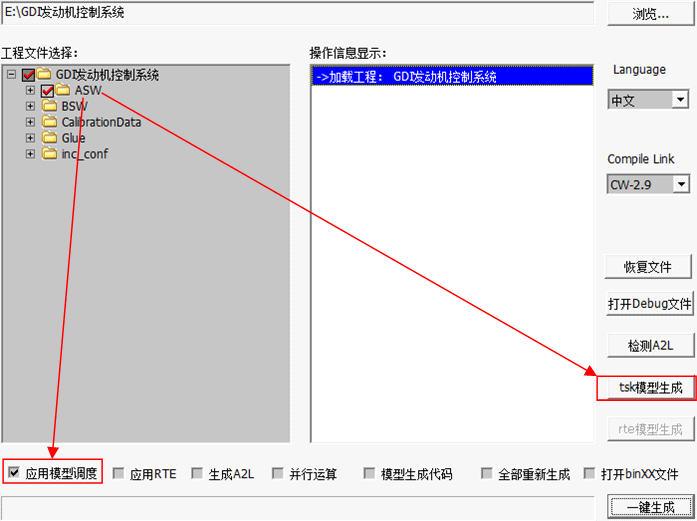 E:\GDI发动机控制系统
浏览...
工程文件选择：
操作信息显示：
GDI发动机控制系统
ASW
BSW
CalibrationData
Glue
inc_conf
->加载工程： GDI发动机控制系统
Language
中文
Compile Link
CW-2.9
恢复文件
打开Debug文件
检测A2L
tsk模型生成
rte模型生成
应用模型调度 应用RTE 生成A2L 并行运算 模型生成代码 全部重新生成 打开binXX文件
一键生成